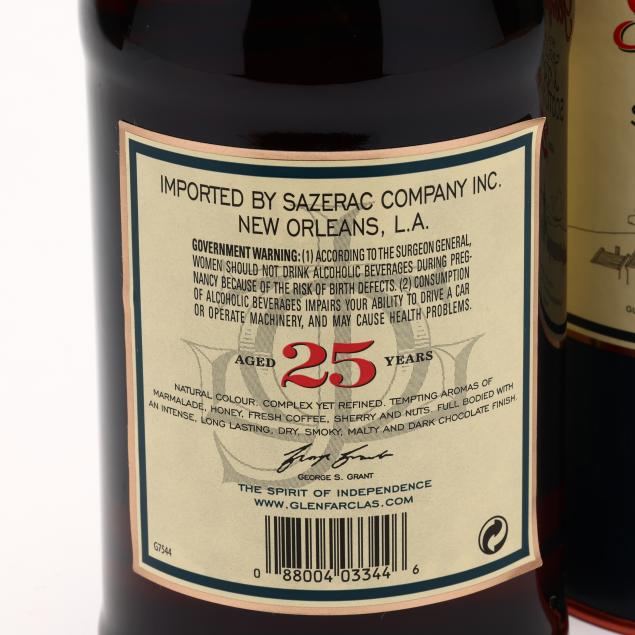 IMPORTED BY SAZERAC COMPANY INC.
NEW ORLEANS, L.A.
GOVERNMENT WARNING: (1) ACCORDING TO THE SURGEON GENERAL,
WOMEN SHOULD NOT DRINK ALCOHOLIC BEVERAGES DURING PREG-
NANCY BECAUSE OF THE RISK OF BIRTH DEFECTS. (2) CONSUMPTION
OF ALCOHOLIC BEVERAGES IMPAIRS YOUR ABILITY TO DRIVE A CAR
OR OPERATE MACHINERY, AND MAY CAUSE HEALTH PROBLEMS.
AGED 25 YEARS
NATURAL COLOUR. COMPLEX YET REFINED. TEMPTING AROMAS OF
MARMALADE, HONEY, FRESH COFFEE, SHERRY AND NUTS. FULL BODIED WITH
AN INTENSE, LONG LASTING, DRY, SMOKY, MALTY AND DARK CHOCOLATE FINISH.
GEORGE S. GRANT
THE SPIRIT OF INDEPENDENCE
WWW.GLENFARCLAS.COM
G7544
0 88004 03344 6